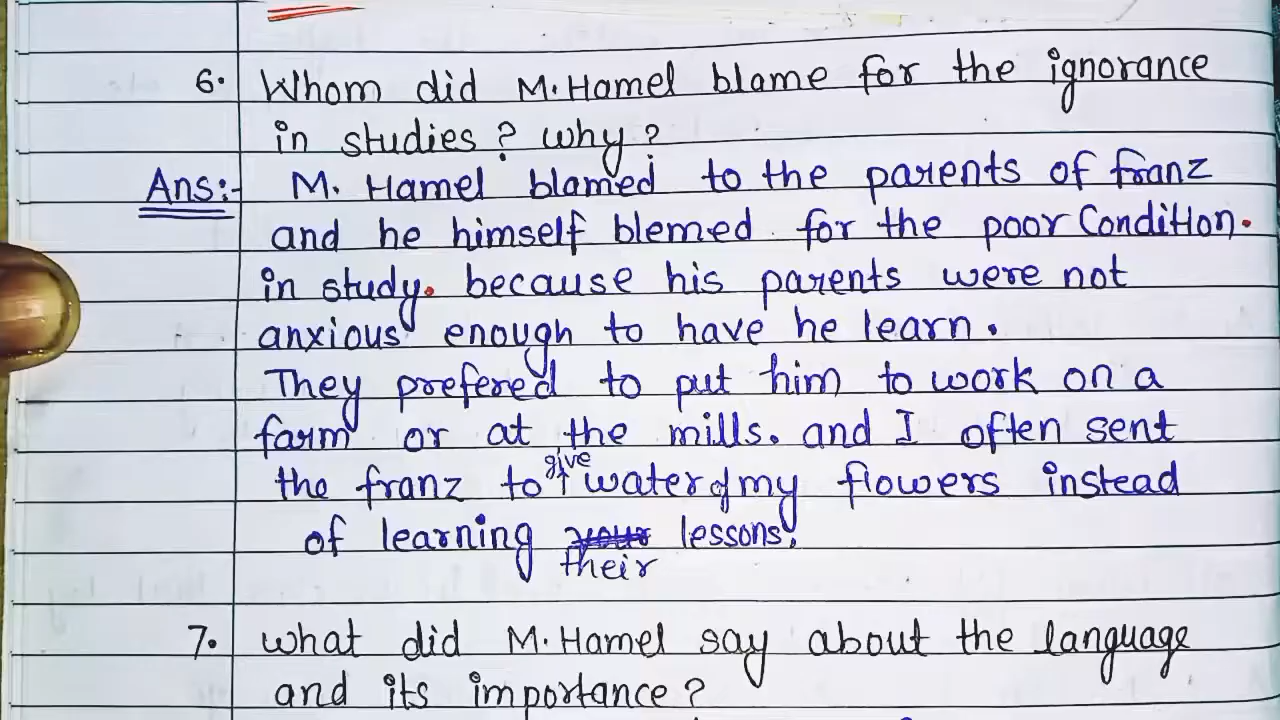 6. Whom did M. Hamel blame for the ignorance
in studies? why?
Ans:- M. Hamel blamed to the parents of franz
and he himself blemed for the poor Condition.
in study. because his parents were not
anxious enough to have he learn.
They prefered to put him to work on a
farm or at the mills. and I often sent
the franz to give water of my flowers instead
of learning their lessons.
7. what did M. Hamel say about the language
and its importance?